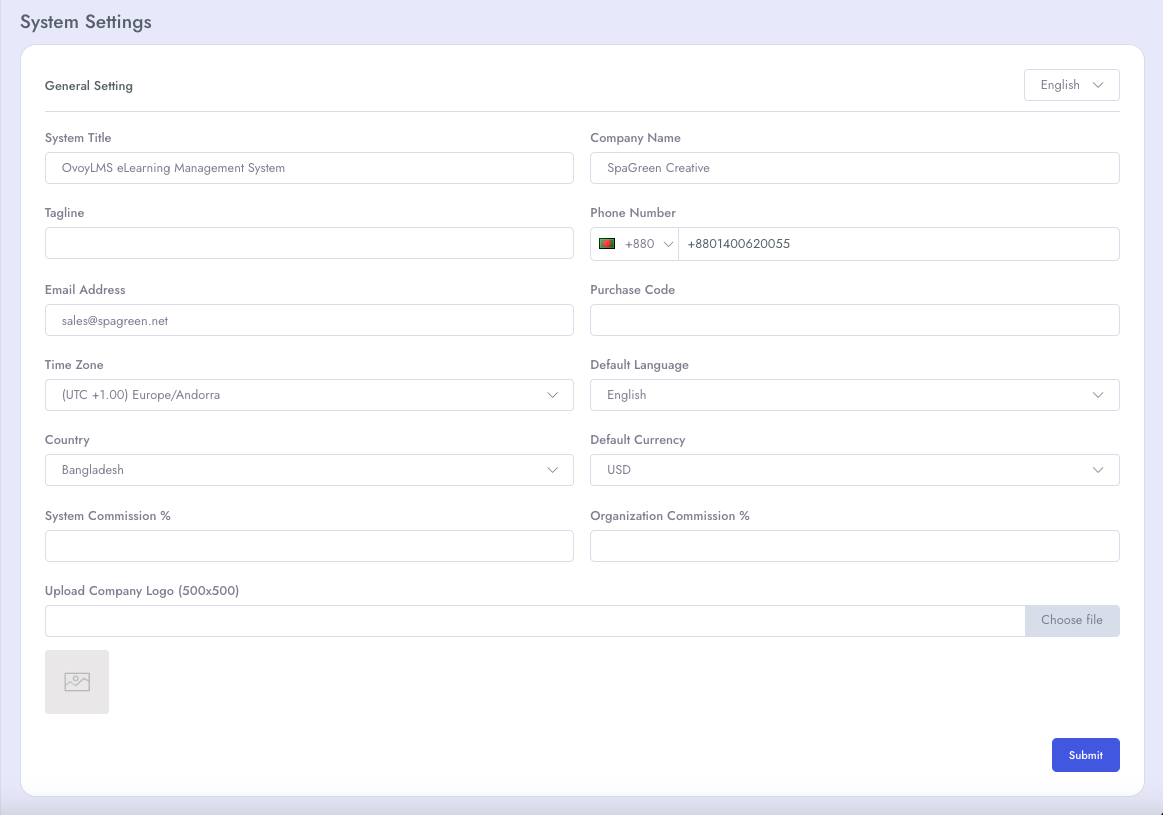 System Settings
General Setting
English
System Title
Company Name
OvoyLMS eLearning Management System
SpaGreen Creative
Tagline
Phone Number
+880
+8801400620055
Email Address
Purchase Code
sales@spagreen.net
Time Zone
Default Language
(UTC +1.00) Europe/Andorra
English
Country
Default Currency
Bangladesh
USD
System Commission %
Organization Commission %
Upload Company Logo (500x500)
Choose file
Submit